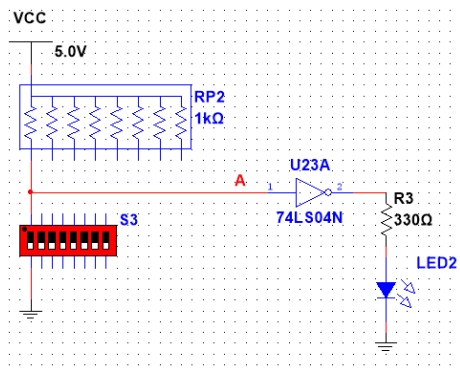 VCC
5.0V
RP2
1kΩ
A
U23A
1
2
74LS04N
S3
R3
330Ω
LED2